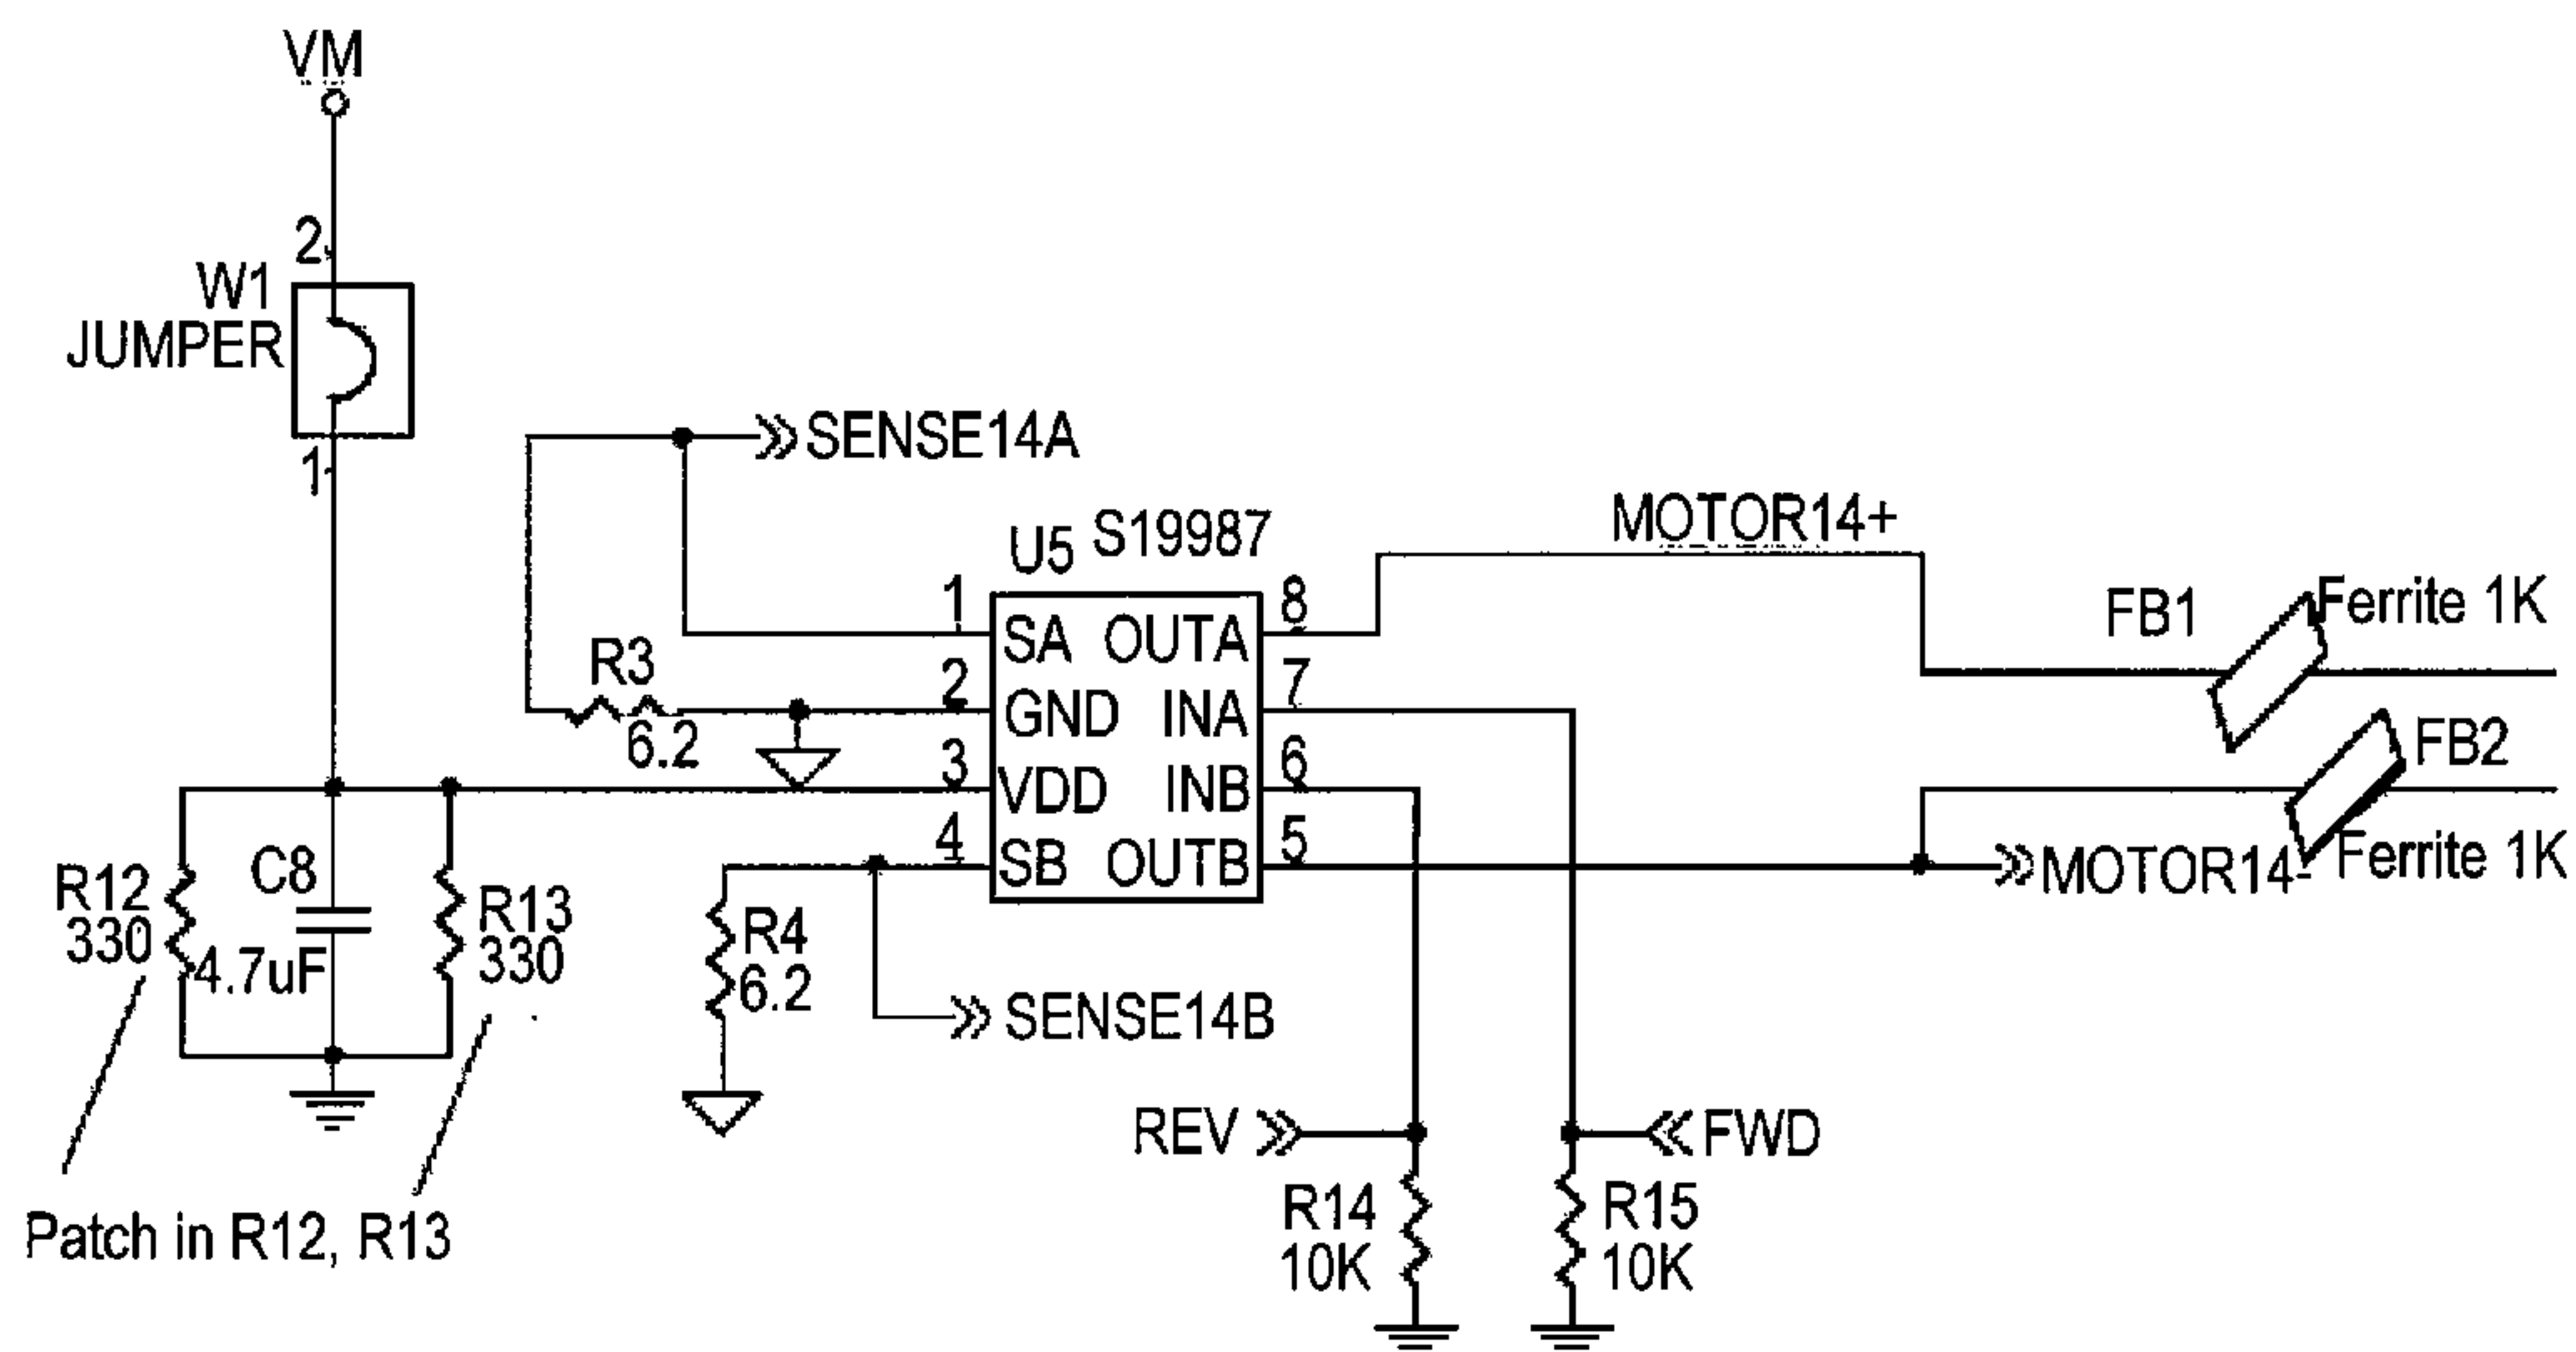 VM
2
W1
JUMPER
1
SENSE14A
U5 S19987
MOTOR14+
1 SA OUTA 8
2 GND INA 7
3 VDD INB 6
4 SB OUTB 5
R3
6.2
FB1 Ferrite 1K
FB2
Ferrite 1K
MOTOR14-
R12
330
C8
4.7uF
R13
330
R4
6.2
SENSE14B
REV
FWD
R14
10K
R15
10K
Patch in R12, R13